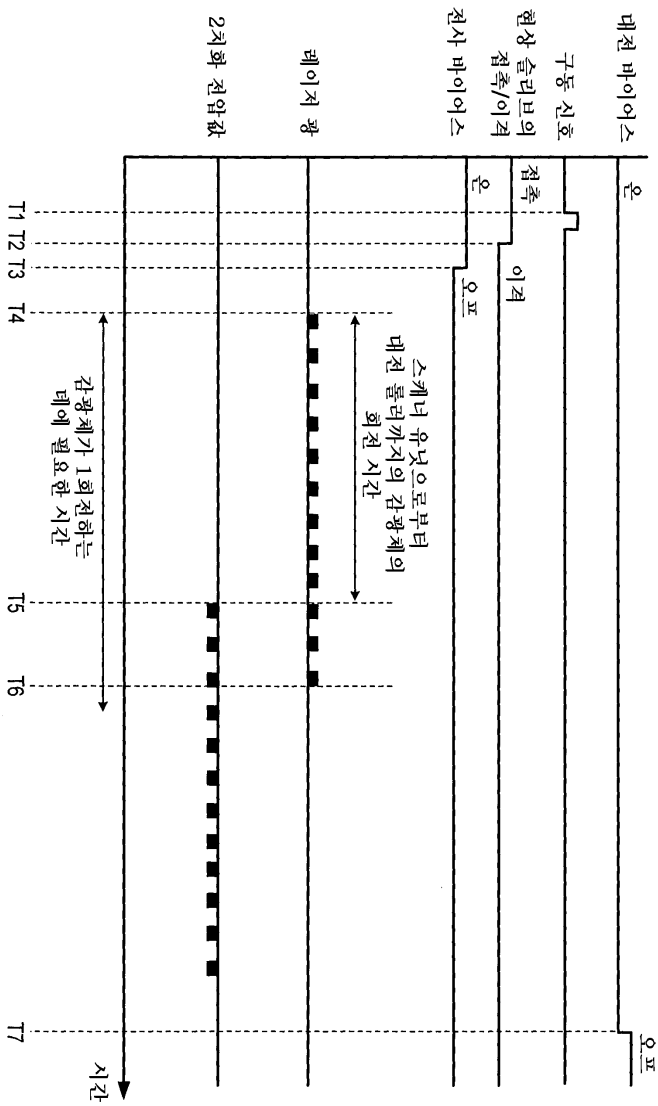 대전 바이어스
온
오프
구동 신호
현상 슬리브의
접촉/이격
접촉
이격
전사 바이어스
온
오프
스캐너 유닛으로부터
대전 롤러까지의 감광체의
회전 시간
레이저 광
2치화 전압값
감광체가 1회전하는
데에 필요한 시간
시간
T1
T2
T3
T4
T5
T6
T7